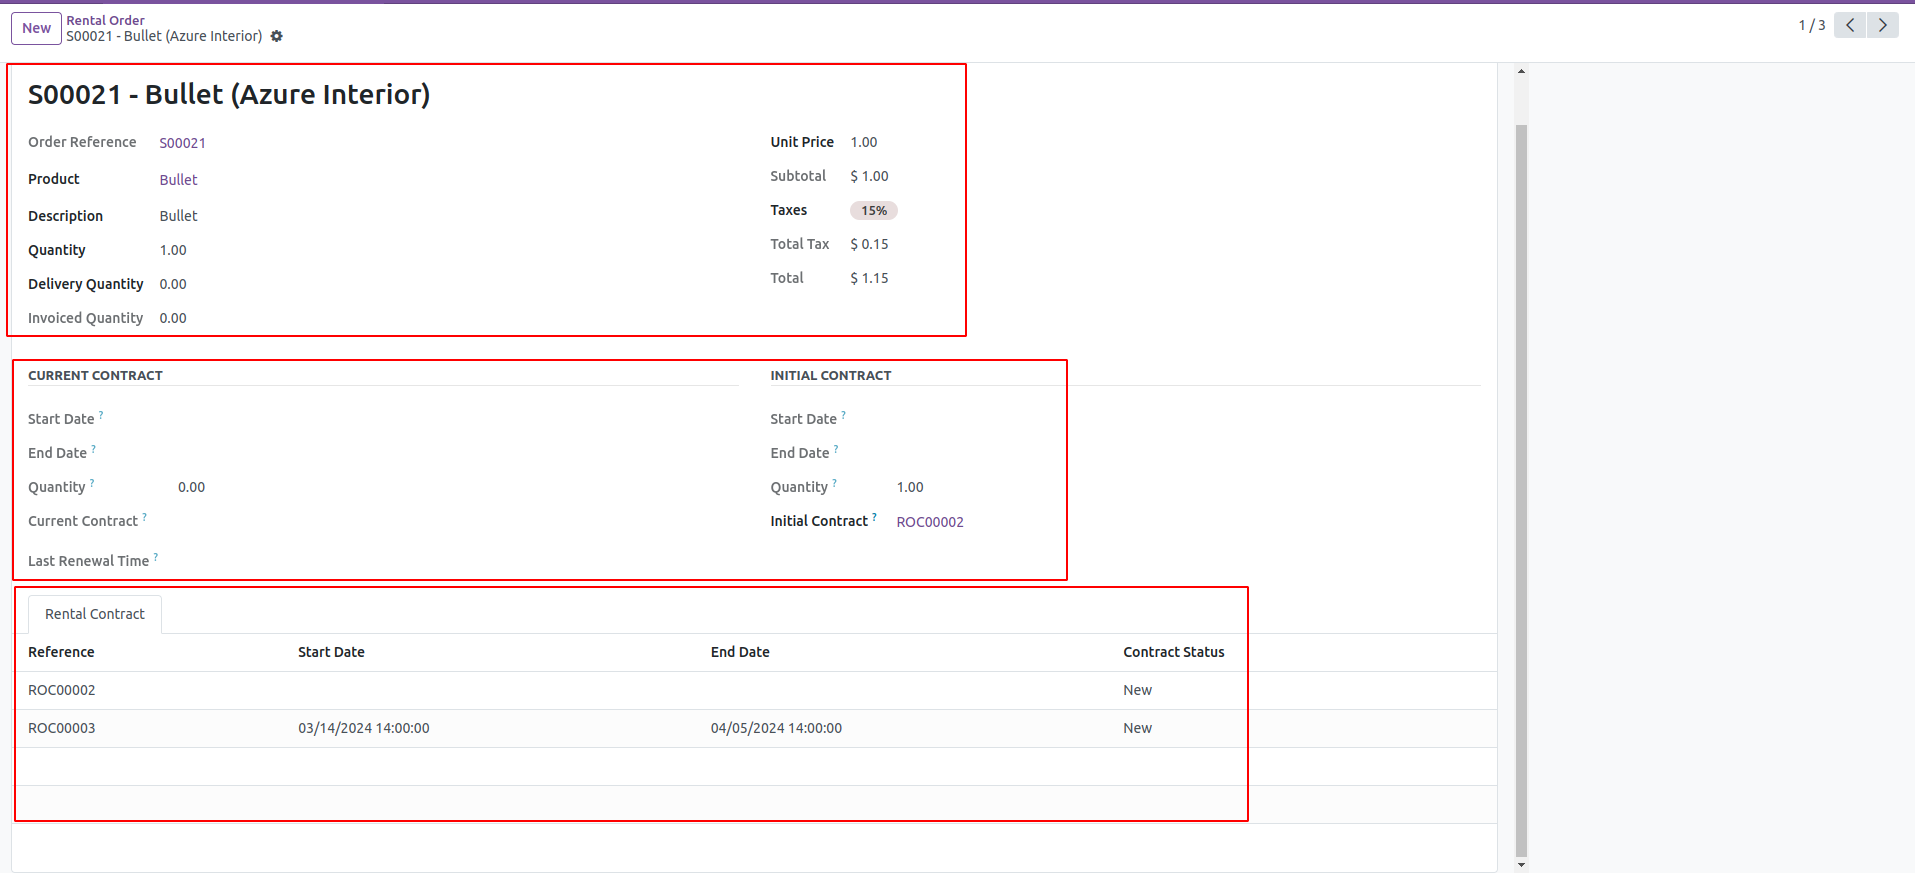 New
Rental Order
S00021 - Bullet (Azure Interior)
1 / 3
S00021 - Bullet (Azure Interior)
Order Reference S00021
Product Bullet
Description Bullet
Quantity 1.00
Delivery Quantity 0.00
Invoiced Quantity 0.00
Unit Price 1.00
Subtotal $ 1.00
Taxes 15%
Total Tax $ 0.15
Total $ 1.15
CURRENT CONTRACT
Start Date ?
End Date ?
Quantity ? 0.00
Current Contract ?
Last Renewal Time ?
INITIAL CONTRACT
Start Date ?
End Date ?
Quantity ? 1.00
Initial Contract ? ROC00002
Rental Contract
Reference Start Date End Date Contract Status
ROC00002 New
ROC00003 03/14/2024 14:00:00 04/05/2024 14:00:00 New